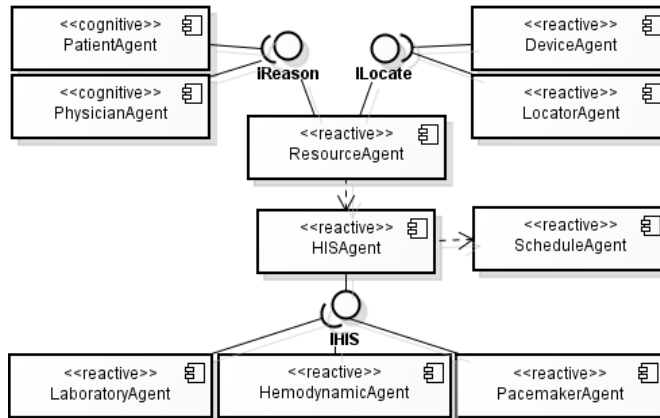 <<cognitive>>
PatientAgent
<<cognitive>>
PhysicianAgent
iReason
ILocate
<<reactive>>
DeviceAgent
<<reactive>>
LocatorAgent
<<reactive>>
ResourceAgent
<<reactive>>
HISAgent
<<reactive>>
ScheduleAgent
IHIS
<<reactive>>
LaboratoryAgent
<<reactive>>
HemodynamicAgent
<<reactive>>
PacemakerAgent